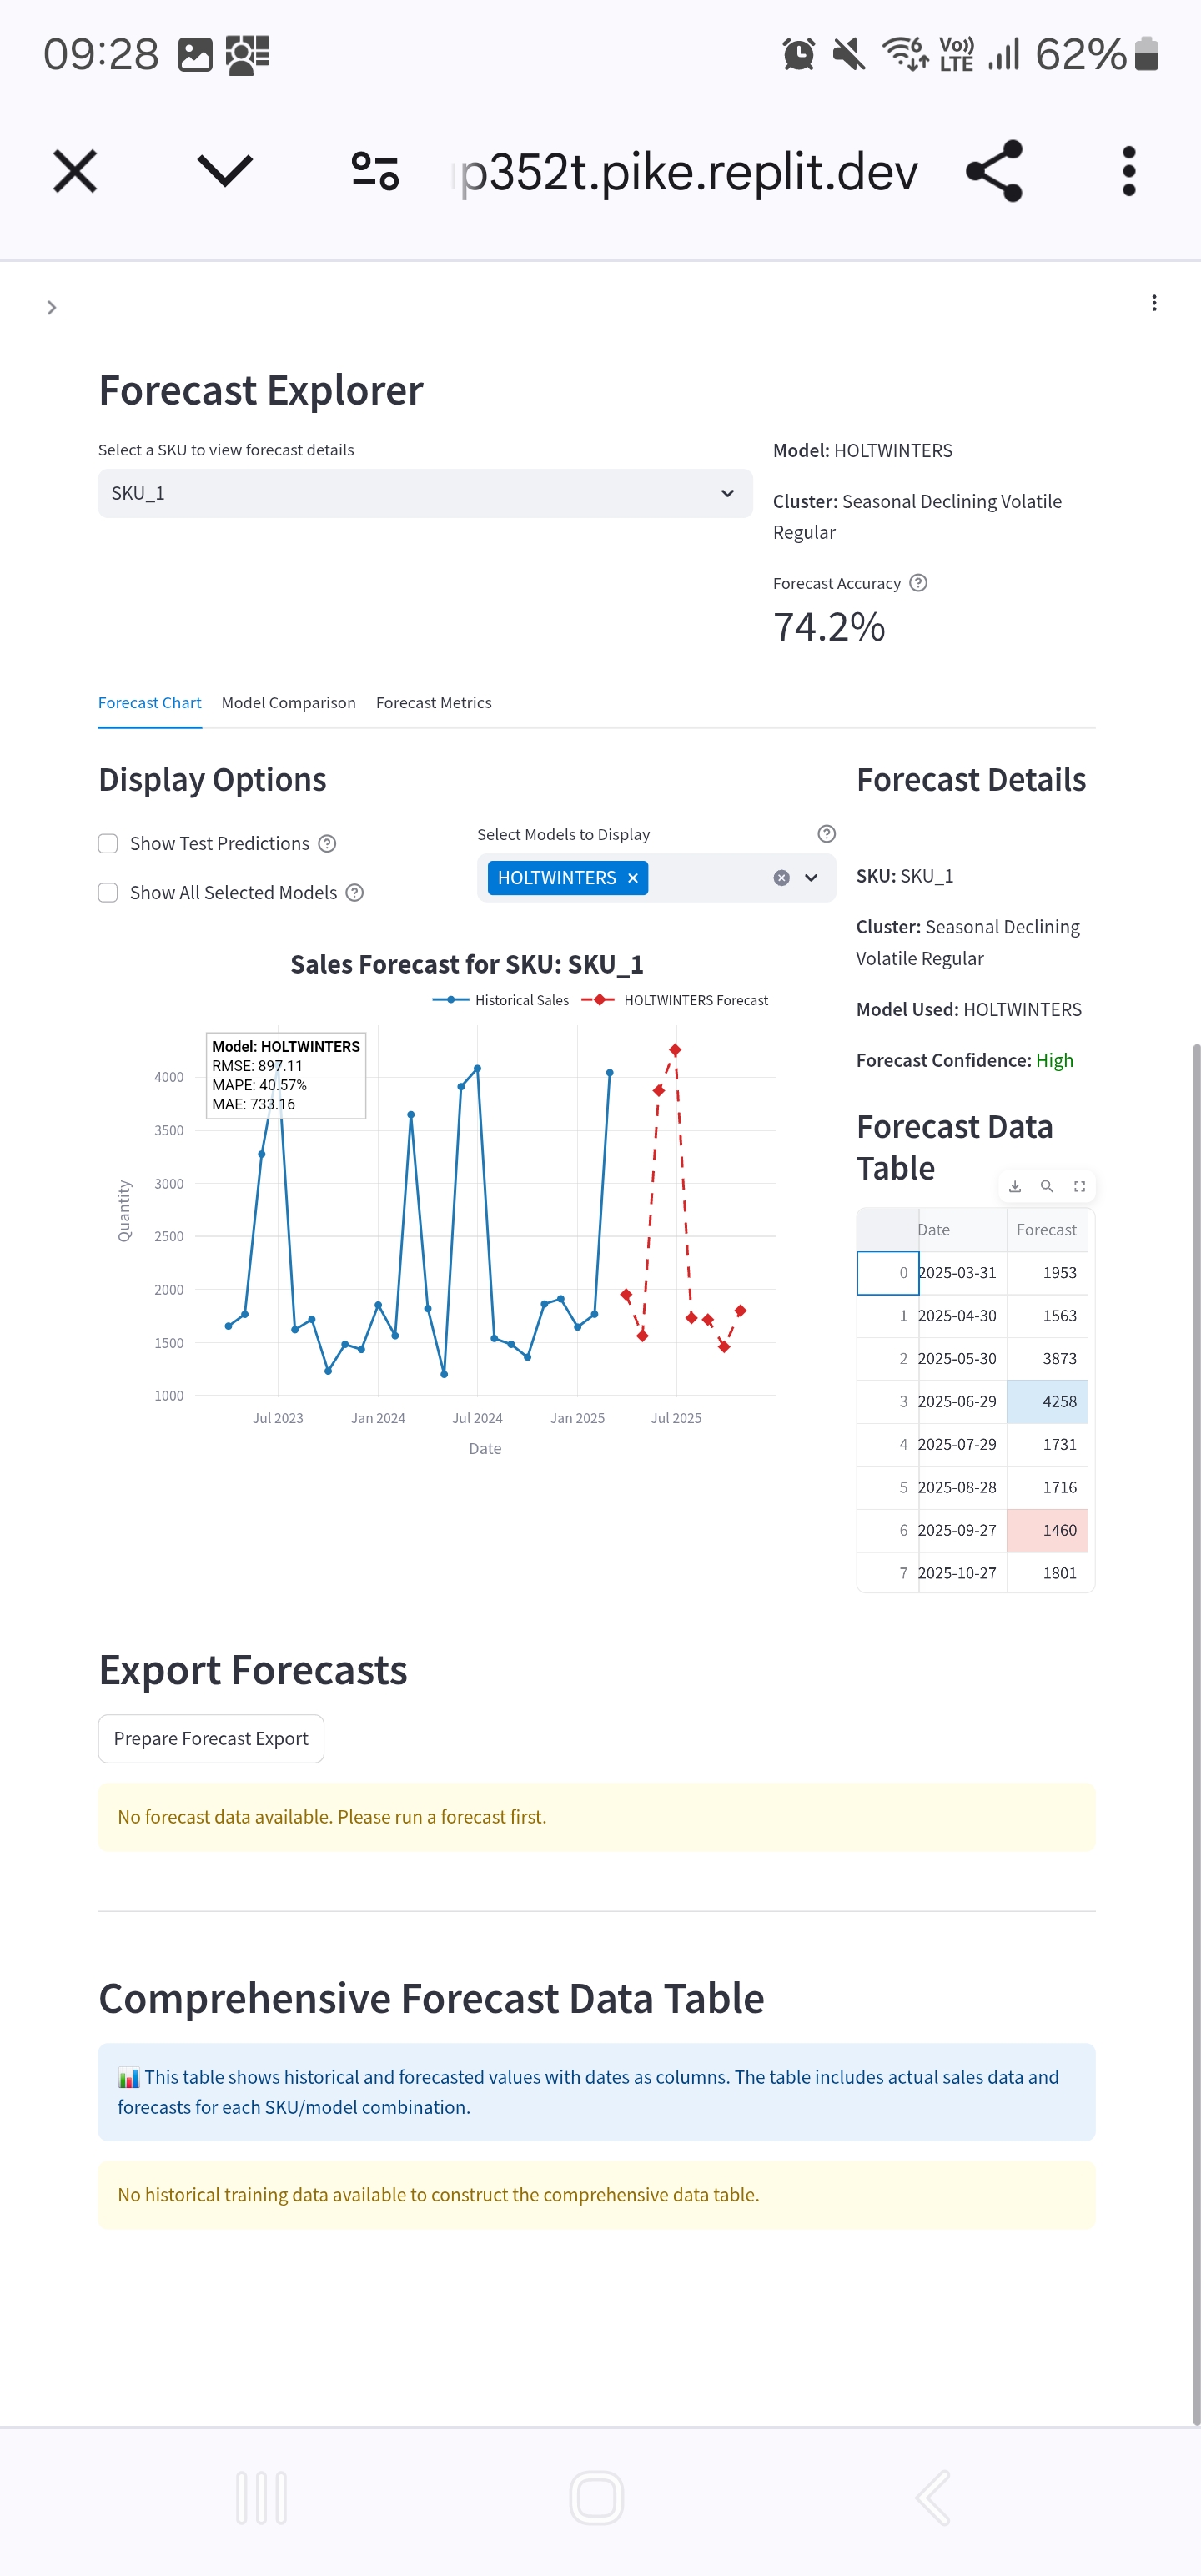 09:28
Vo)) LTE
6
62%
p352t.pike.replit.dev
Forecast Explorer
Select a SKU to view forecast details
SKU_1
Model: HOLTWINTERS
Cluster: Seasonal Declining Volatile
Regular
Forecast Accuracy
74.2%
Forecast Chart
Model Comparison
Forecast Metrics
Display Options
Show Test Predictions
Show All Selected Models
Select Models to Display
HOLTWINTERS
Sales Forecast for SKU: SKU_1
Historical Sales
HOLTWINTERS Forecast
Model: HOLTWINTERS
RMSE: 897.11
MAPE: 40.57%
MAE: 733.16
4000
3500
3000
2500
2000
1500
1000
Quantity
Jul 2023
Jan 2024
Jul 2024
Jan 2025
Jul 2025
Date
Forecast Details
SKU: SKU_1
Cluster: Seasonal Declining
Volatile Regular
Model Used: HOLTWINTERS
Forecast Confidence: High
Forecast Data
Table
Date Forecast
0 2025-03-31 1953
1 2025-04-30 1563
2 2025-05-30 3873
3 2025-06-29 4258
4 2025-07-29 1731
5 2025-08-28 1716
6 2025-09-27 1460
7 2025-10-27 1801
Export Forecasts
Prepare Forecast Export
No forecast data available. Please run a forecast first.
Comprehensive Forecast Data Table
This table shows historical and forecasted values with dates as columns. The table includes actual sales data and
forecasts for each SKU/model combination.
No historical training data available to construct the comprehensive data table.